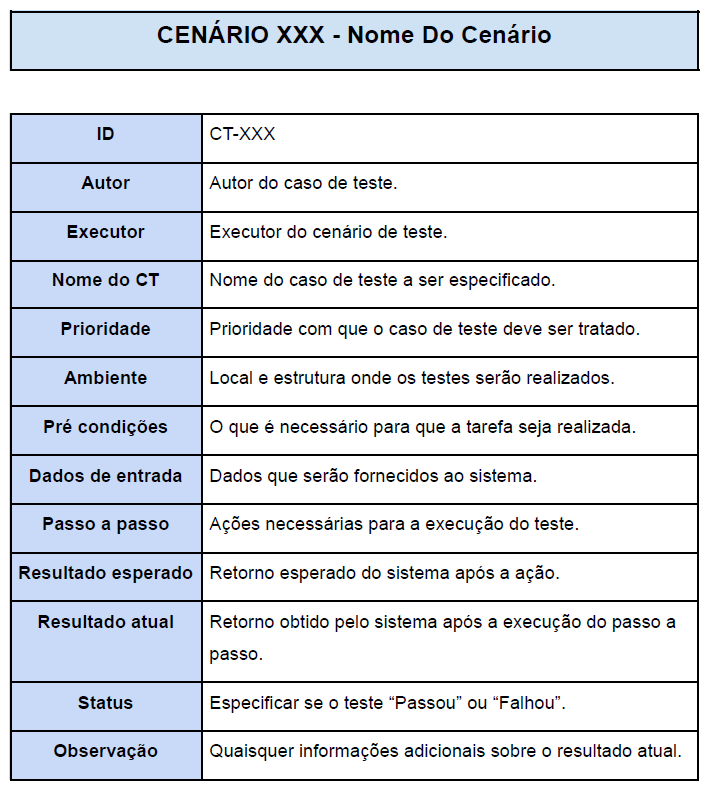 CENÁRIO XXX - Nome Do Cenário
ID CT-XXX
Autor Autor do caso de teste.
Executor Executor do cenário de teste.
Nome do CT Nome do caso de teste a ser especificado.
Prioridade Prioridade com que o caso de teste deve ser tratado.
Ambiente Local e estrutura onde os testes serão realizados.
Pré condições O que é necessário para que a tarefa seja realizada.
Dados de entrada Dados que serão fornecidos ao sistema.
Passo a passo Ações necessárias para a execução do teste.
Resultado esperado Retorno esperado do sistema após a ação.
Resultado atual Retorno obtido pelo sistema após a execução do passo a
passo.
Status Especificar se o teste “Passou” ou “Falhou”.
Observação Quaisquer informações adicionais sobre o resultado atual.